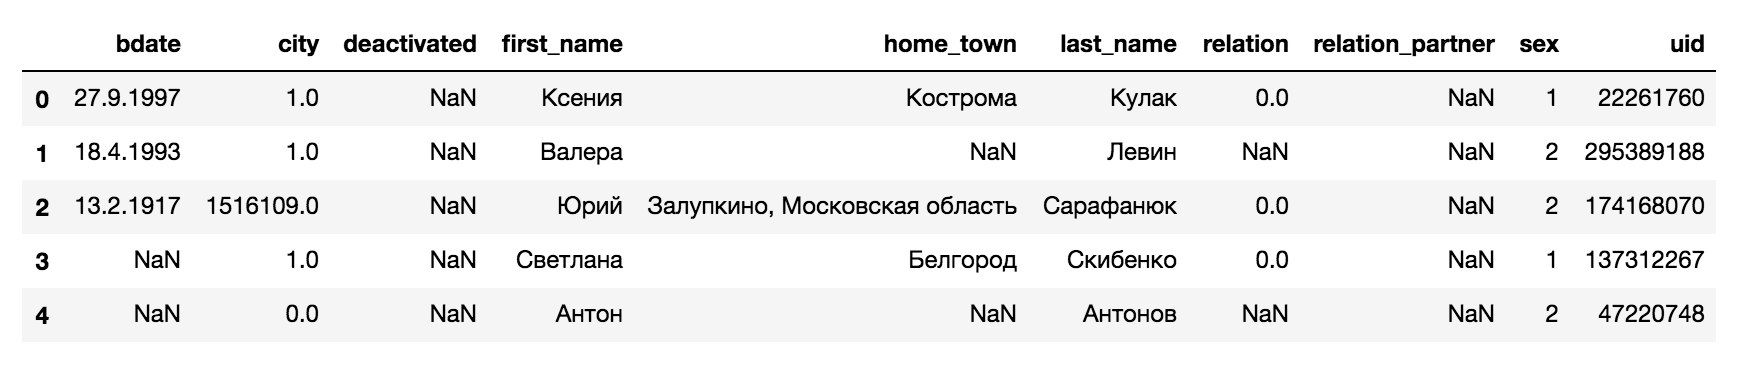 bdate city deactivated first_name home_town last_name relation relation_partner sex uid
0 27.9.1997 1.0 NaN Ксения Кострома Кулак 0.0 NaN 1 22261760
1 18.4.1993 1.0 NaN Валера NaN Левин NaN NaN 2 295389188
2 13.2.1917 1516109.0 NaN Юрий Залупкино, Московская область Сарафанюк 0.0 NaN 2 174168070
3 NaN 1.0 NaN Светлана Белгород Скибенко 0.0 NaN 1 137312267
4 NaN 0.0 NaN Антон NaN Антонов NaN NaN 2 47220748